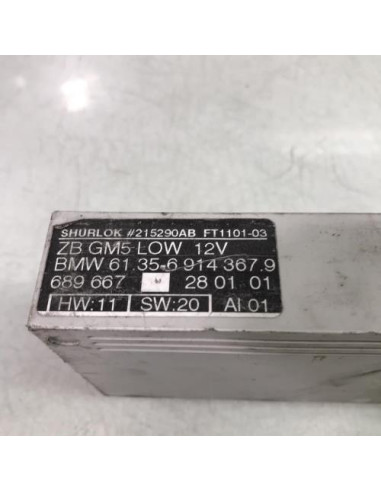 SHURLOK #215290AB FT1101-03
ZB GM5 LOW 12V
BMW 61.35-6 914 367.9
689 667 28 01 01
HW:11 SW:20 AI 01